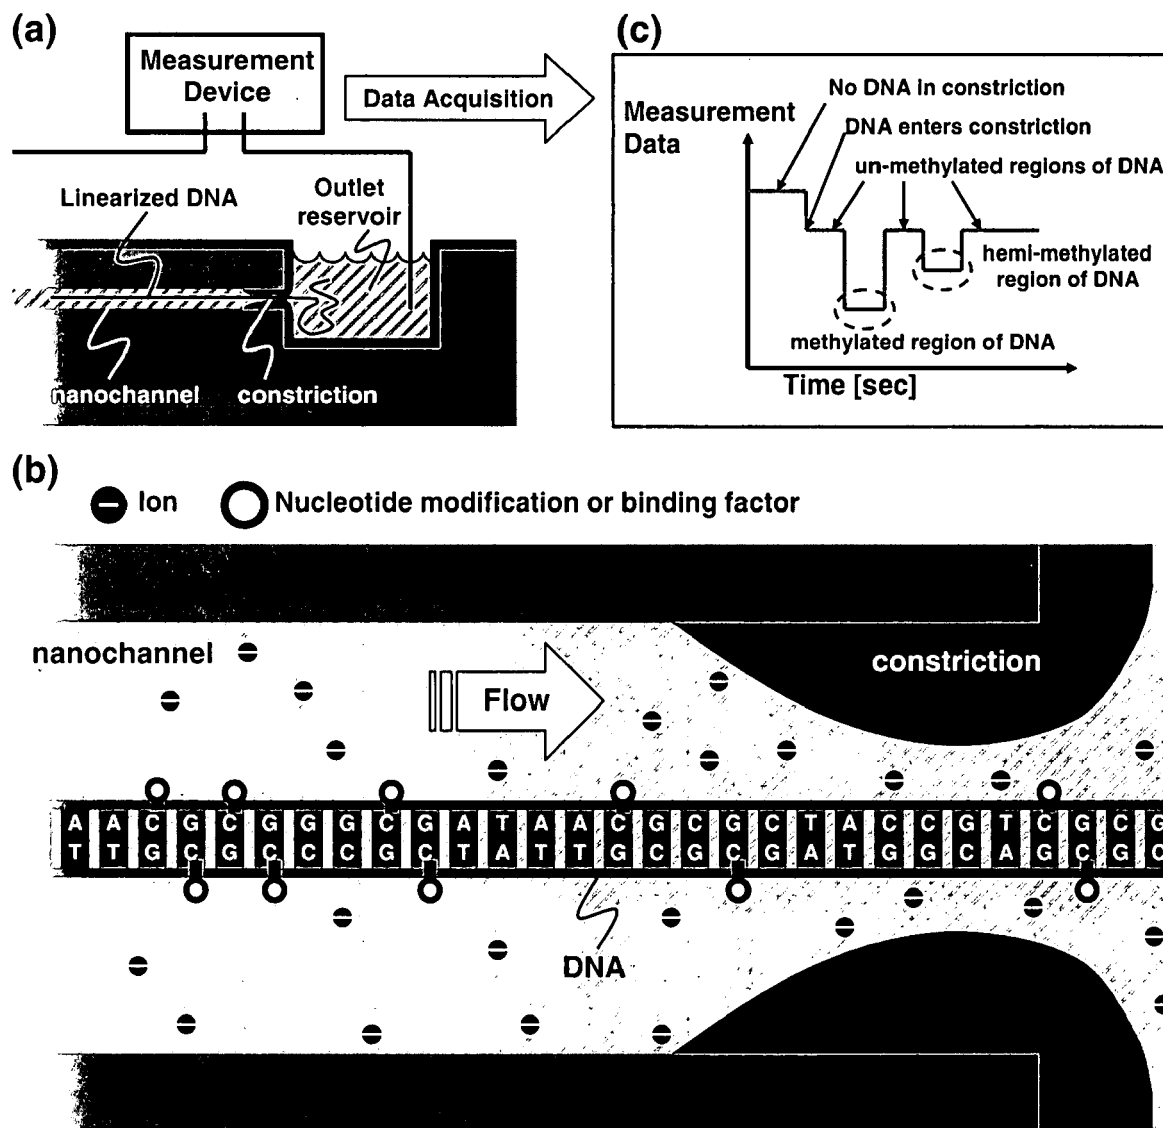 (a)
Measurement
Device
Data Acquisition
Linearized DNA
Outlet
reservoir
nanochannel
constriction
(c)
Measurement
Data
No DNA in constriction
DNA enters constriction
un-methylated regions of DNA
hemi-methylated
region of DNA
methylated region of DNA
Time [sec]
(b)
Ion
Nucleotide modification or binding factor
nanochannel
Flow
constriction
A A C G C G G G C G A T A A C G C G C T A C C G T C G C G
T T G C G C C C G C T A T T G C G C G A T G G C A G C G C
DNA